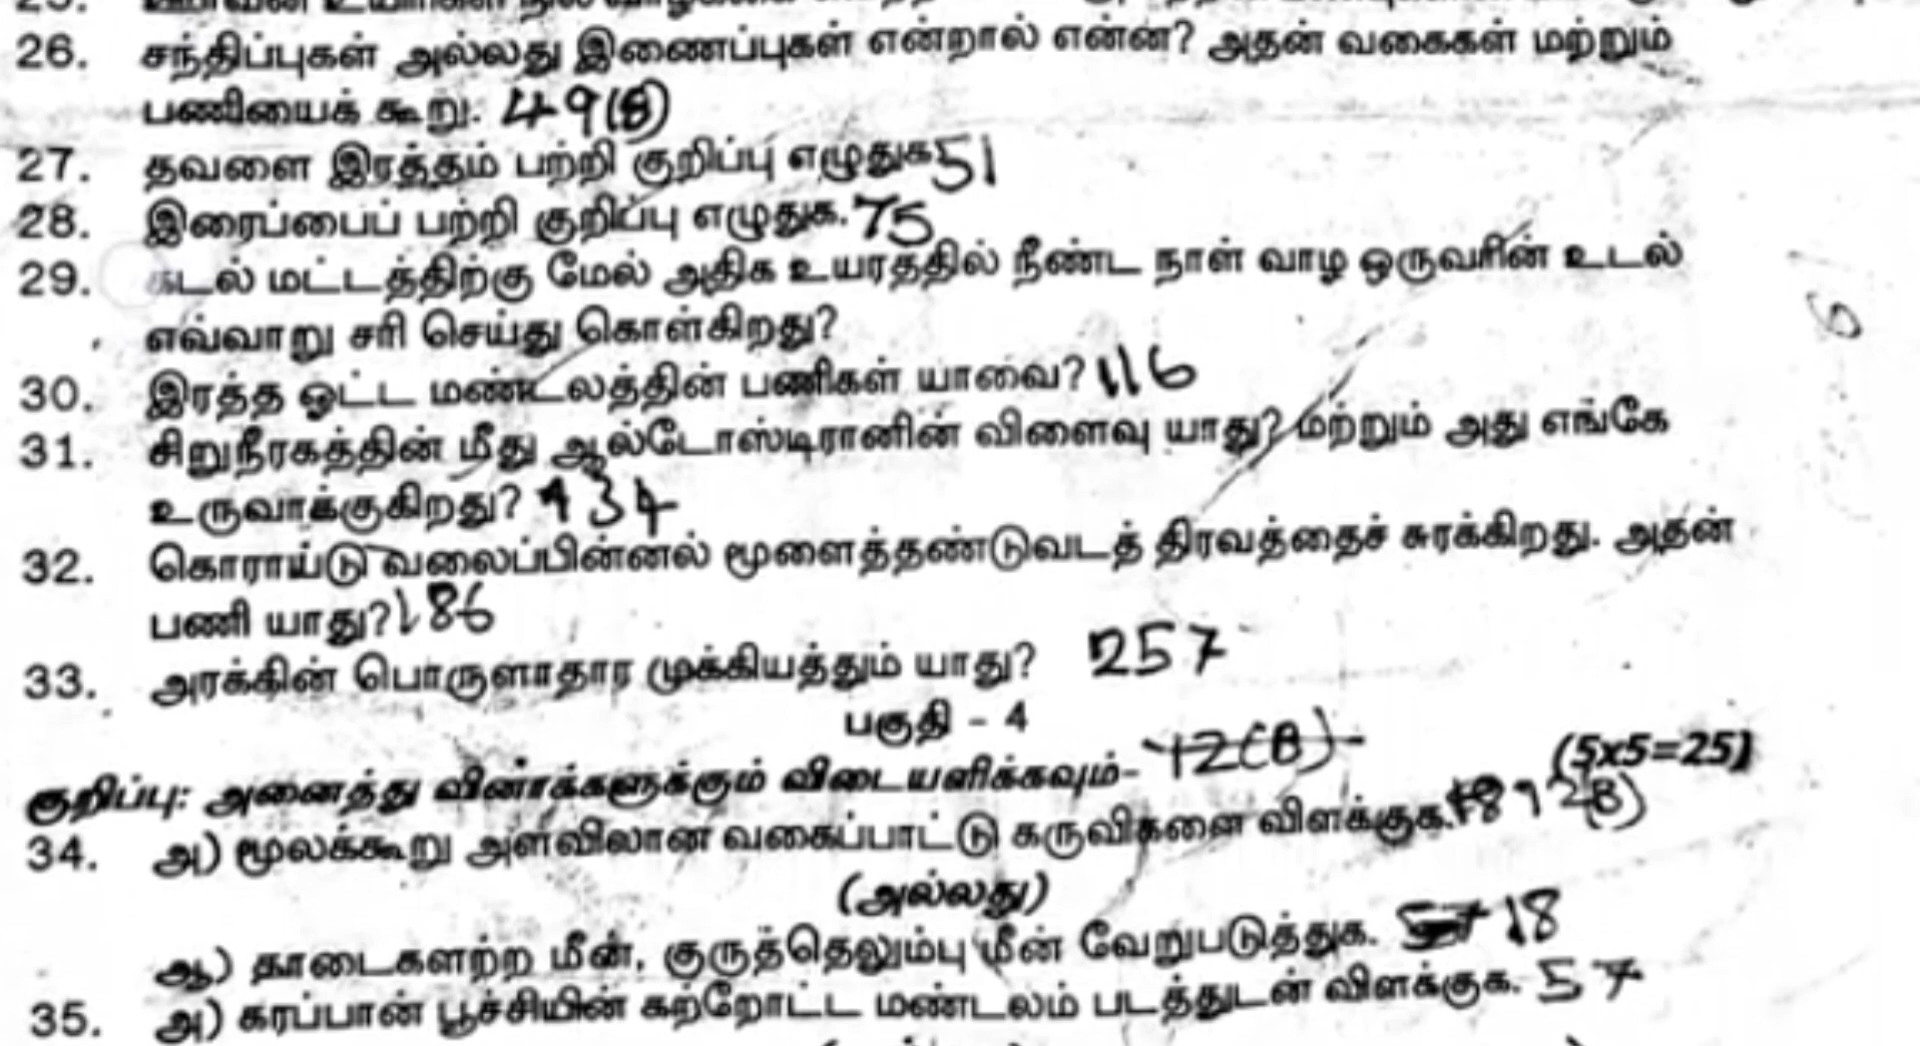 26. சந்திப்புகள் அல்லது இணைப்புகள் என்றால் என்ன? அதன் வகைகள் மற்றும்
பணியைக் கூறு. 49(B)
27. தவளை இரத்தம் பற்றி குறிப்பு எழுதுக 51
28. இரைப்பைப் பற்றி குறிப்பு எழுதுக. 75
29. கடல் மட்டத்திற்கு மேல் அதிக உயரத்தில் நீண்ட நாள் வாழ ஒருவரின் உடல்
எவ்வாறு சரி செய்து கொள்கிறது?
30. இரத்த ஓட்ட மண்டலத்தின் பணிகள் யாவை? 116
31. சிறுநீரகத்தின் மீது ஆல்டோஸ்டிரானின் விளைவு யாது? மற்றும் அது எங்கே
உருவாக்குகிறது? 134
32. கொராய்டு வலைப்பின்னல் மூளைத்தண்டுவடத் திரவத்தைச் சுரக்கிறது. அதன்
பணி யாது? 186
33. அரக்கின் பொருளாதார முக்கியத்தும் யாது? 257
பகுதி - 4
குறிப்பு: அனைத்து வினாக்களுக்கும் விடையளிக்கவும்- 12(B) (5x5=25)
34. அ) மூலக்கூறு அளவிலான வகைப்பாட்டு கருவிகளை விளக்குக. 12(B)
(அல்லது)
ஆ) தாடைகளற்ற மீன், குருத்தெலும்பு மீன் வேறுபடுத்துக. 18
35. அ) கரப்பான் பூச்சியின் சுற்றோட்ட மண்டலம் படத்துடன் விளக்குக. 57